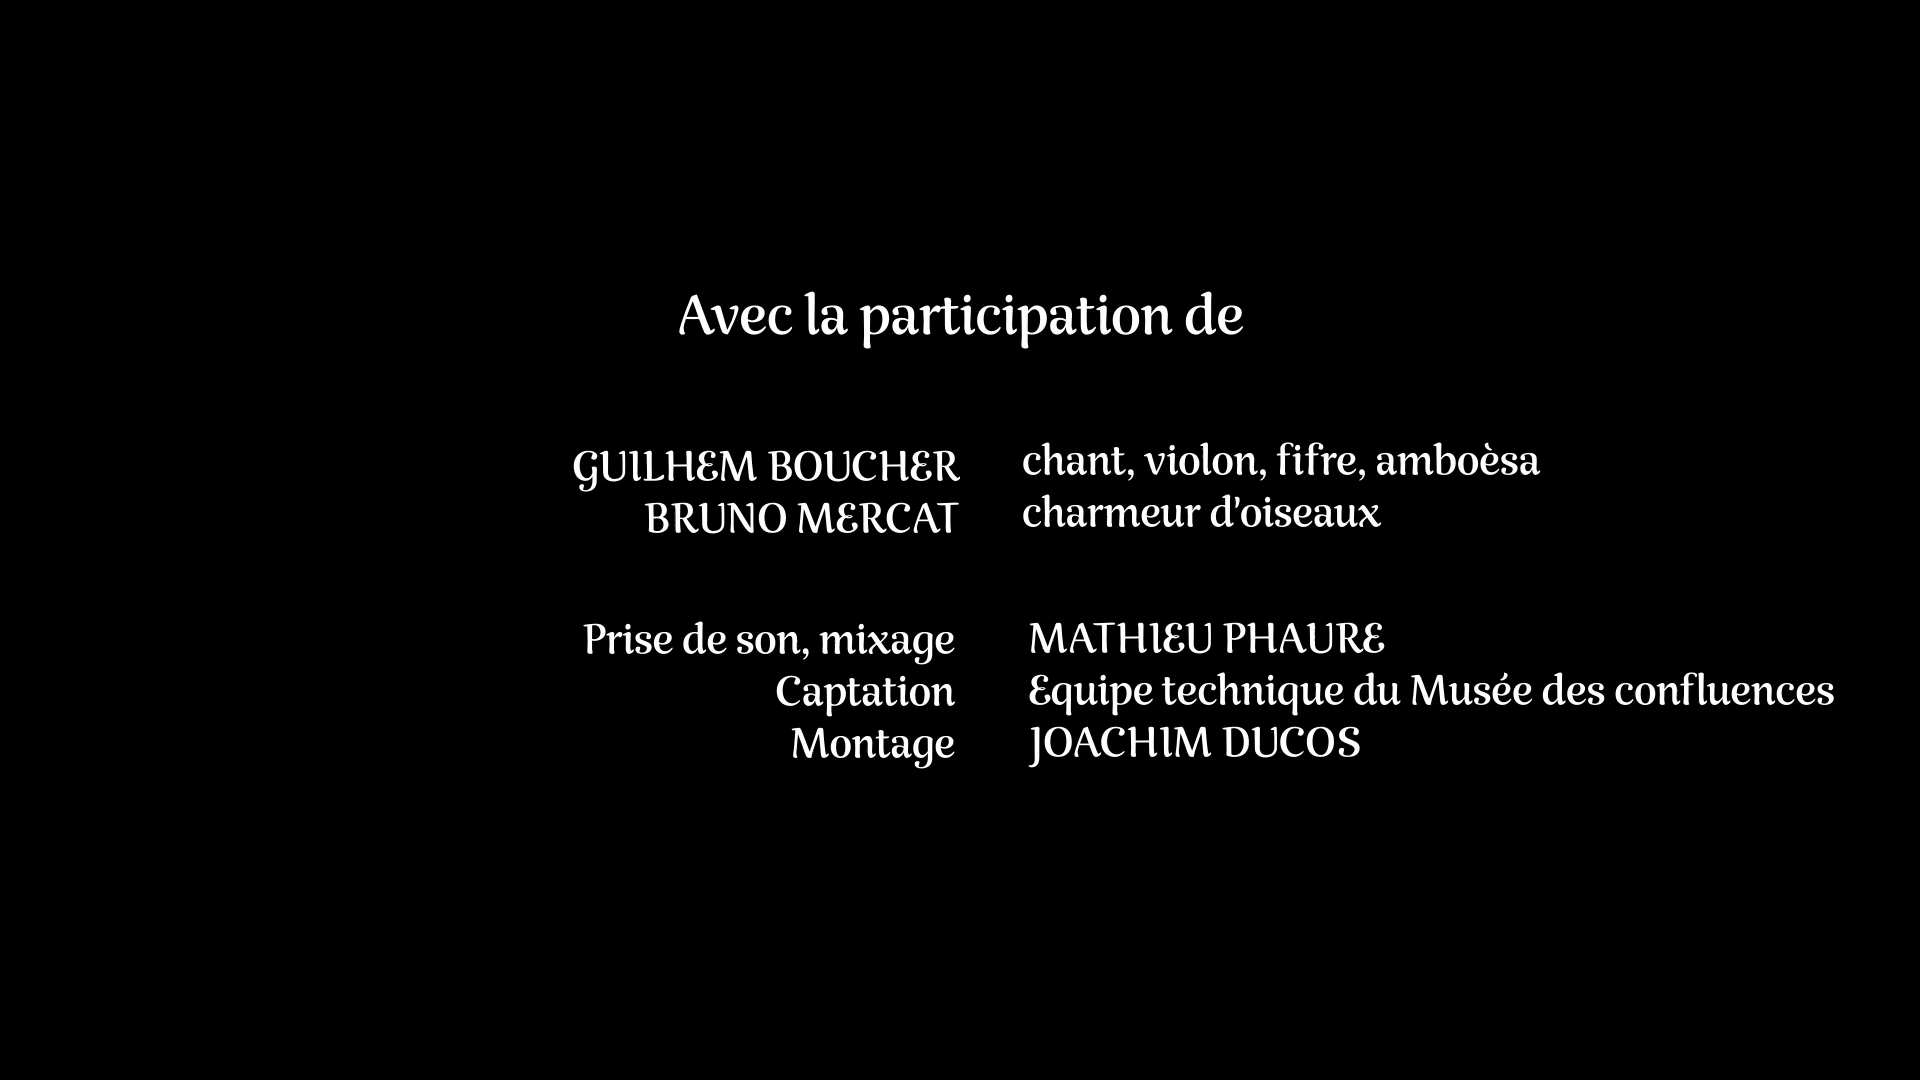 Avec la participation de
GUILHEM BOUCHER chant, violon, fifre, amboèsa
BRUNO MERCAT charmeur d'oiseaux
Prise de son, mixage MATHIEU PHAURE
Captation Equipe technique du Musée des confluences
Montage JOACHIM DUCOS